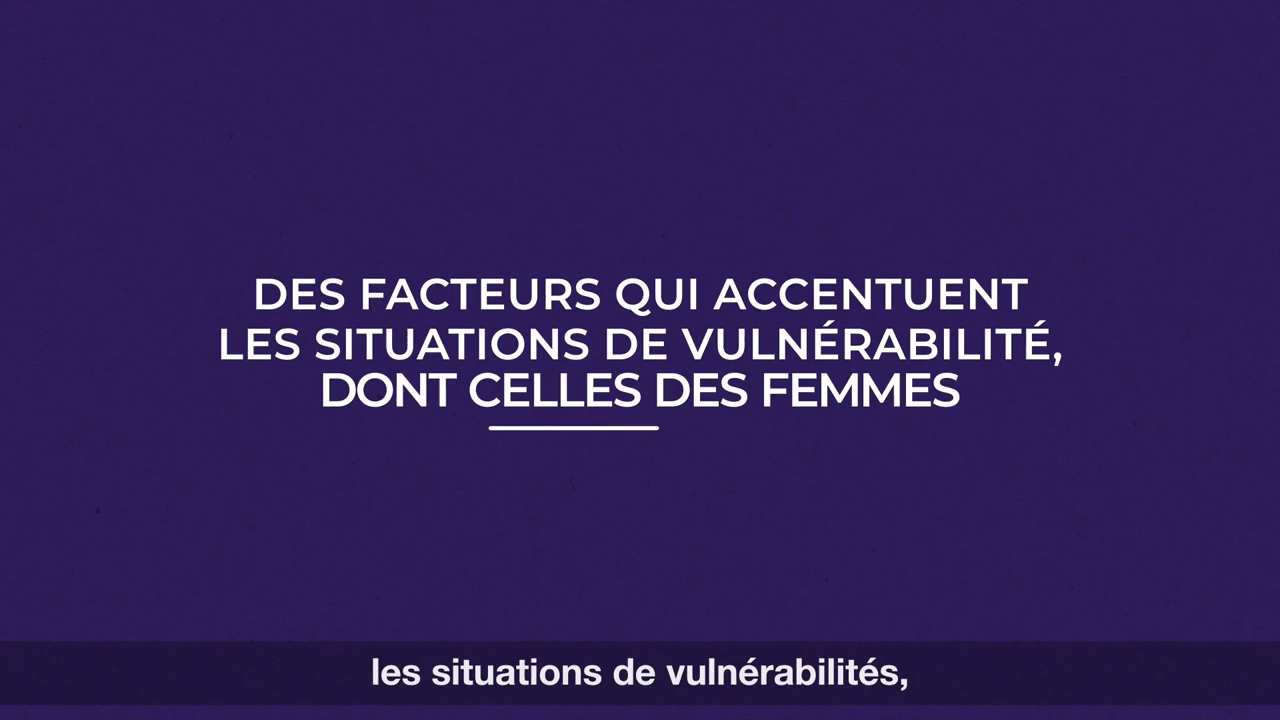 DES FACTEURS QUI ACCENTUENT
LES SITUATIONS DE VULNÉRABILITÉ,
DONT CELLES DES FEMMES
les situations de vulnérabilités,